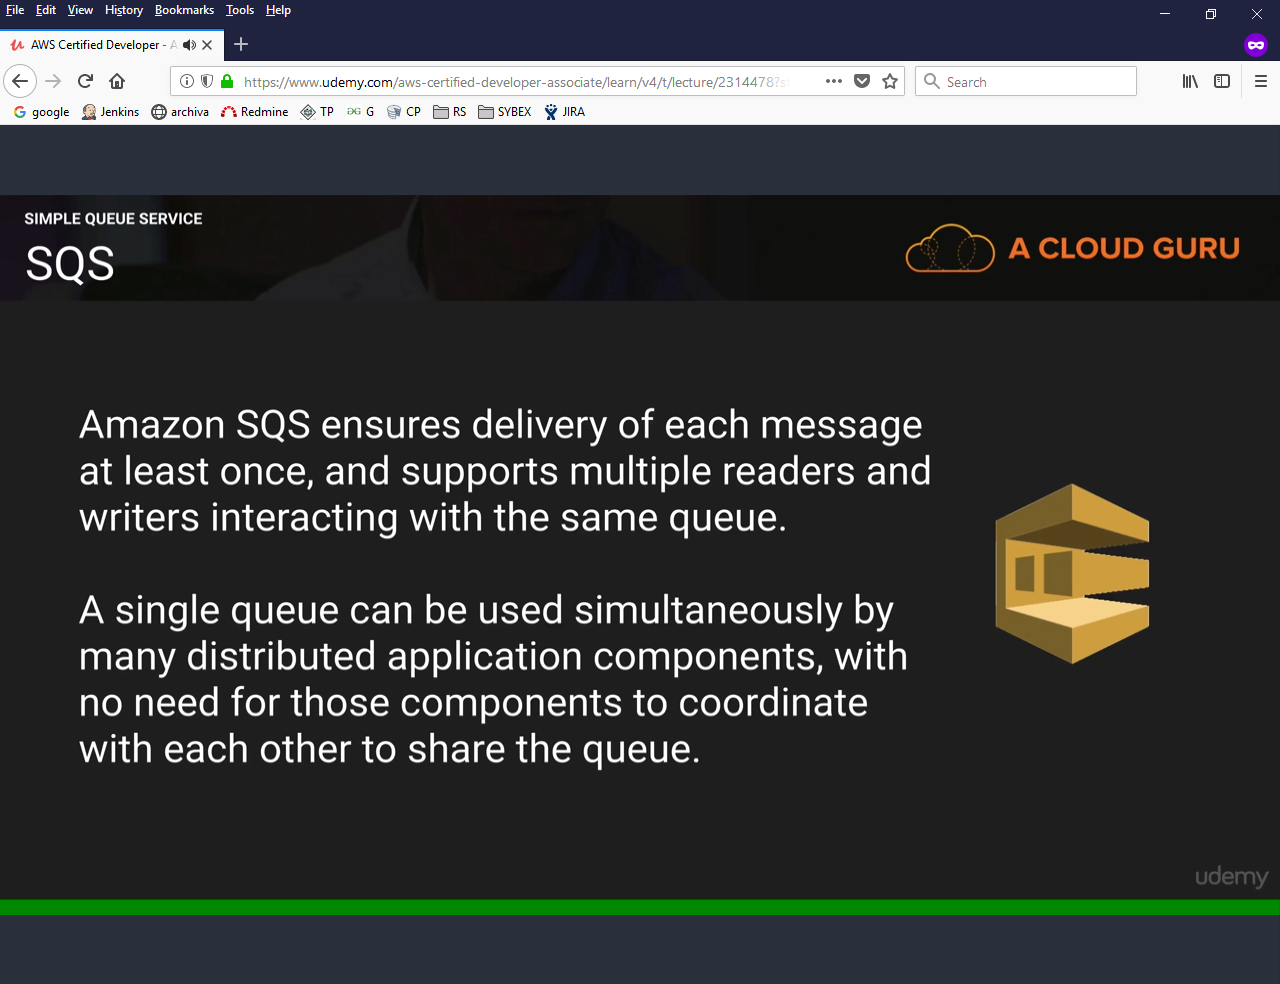 File Edit View History Bookmarks Tools Help
AWS Certified Developer - A
https://www.udemy.com/aws-certified-developer-associate/learn/v4/t/lecture/2314478?s
Search
google Jenkins archiva Redmine TP G CP RS SYBEX JIRA
SIMPLE QUEUE SERVICE
SQS
A CLOUD GURU
Amazon SQS ensures delivery of each message
at least once, and supports multiple readers and
writers interacting with the same queue.
A single queue can be used simultaneously by
many distributed application components, with
no need for those components to coordinate
with each other to share the queue.
udemy